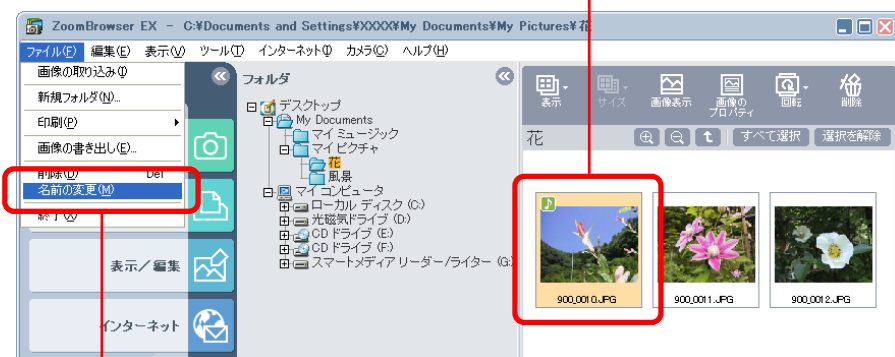 ZoomBrowser EX - C:¥Documents and Settings¥XXXX¥My Documents¥My Pictures¥花
ファイル(F) 編集(E) 表示(V) ツール(T) インターネット(I) カメラ(C) ヘルプ(H)
画像の取り込み(I)
新規フォルダ(N)...
印刷(P)
画像の書き出し(E)...
削除(D) Del
名前の変更(M)
終了(X)
表示/編集
インターネット
フォルダ
デスクトップ
My Documents
マイ ミュージック
マイ ピクチャ
花
風景
マイ コンピュータ
ローカル ディスク (C:)
光磁気ドライブ (D:)
CD ドライブ (E:)
CD ドライブ (F:)
スマートメディア リーダー/ライター (G:)
表示
サイズ
画像表示
画像の
プロパティ
回転
削除
花
すべて選択
選択を解除
900_0010.JPG
900_0011.JPG
900_0012.JPG